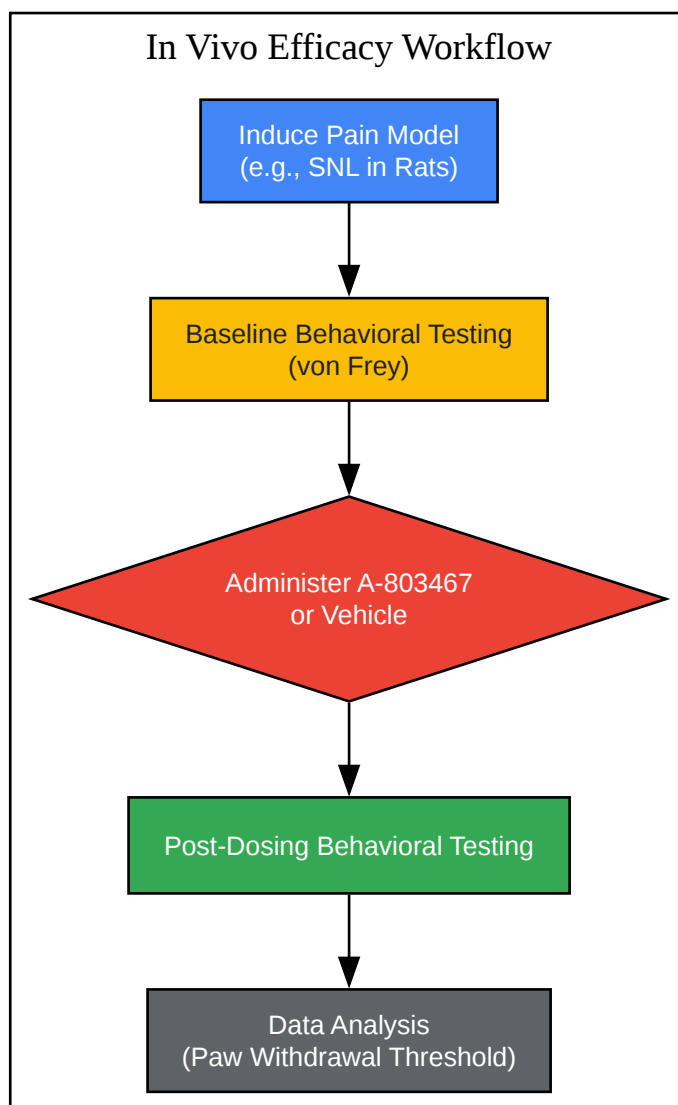 In Vivo Efficacy Workflow
Induce Pain Model
(e.g., SNL in Rats)
Baseline Behavioral Testing
(von Frey)
Administer A-803467
or Vehicle
Post-Dosing Behavioral Testing
Data Analysis
(Paw Withdrawal Threshold)